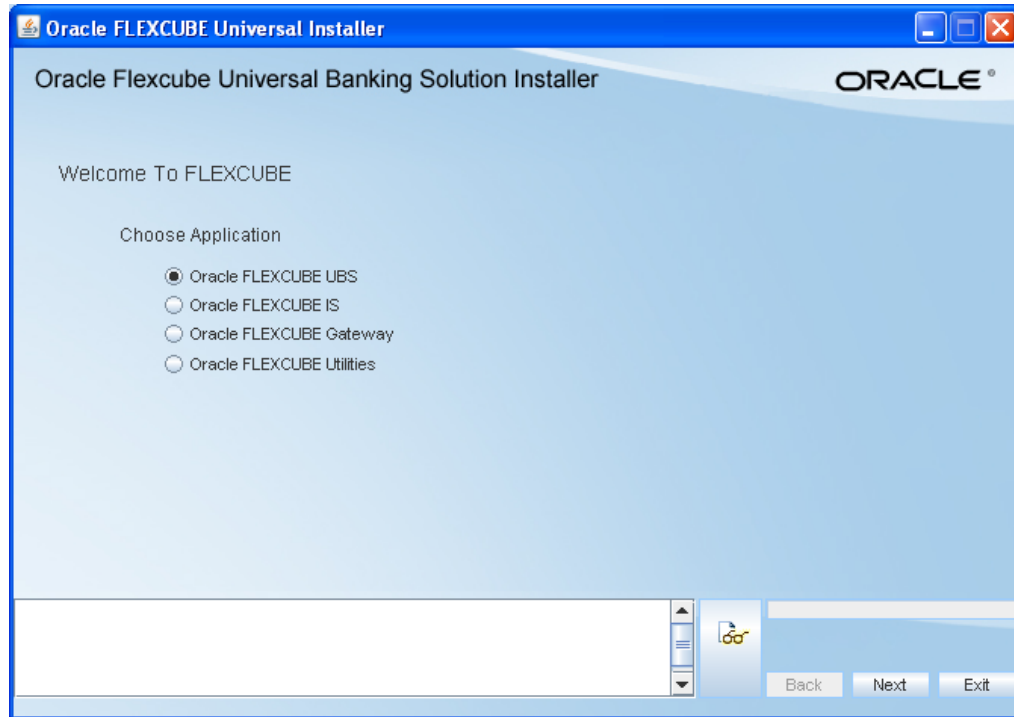 Oracle FLEXCUBE Universal Installer
Oracle Flexcube Universal Banking Solution Installer
ORACLE®
Welcome To FLEXCUBE
Choose Application
Oracle FLEXCUBE UBS
Oracle FLEXCUBE IS
Oracle FLEXCUBE Gateway
Oracle FLEXCUBE Utilities
Back Next Exit